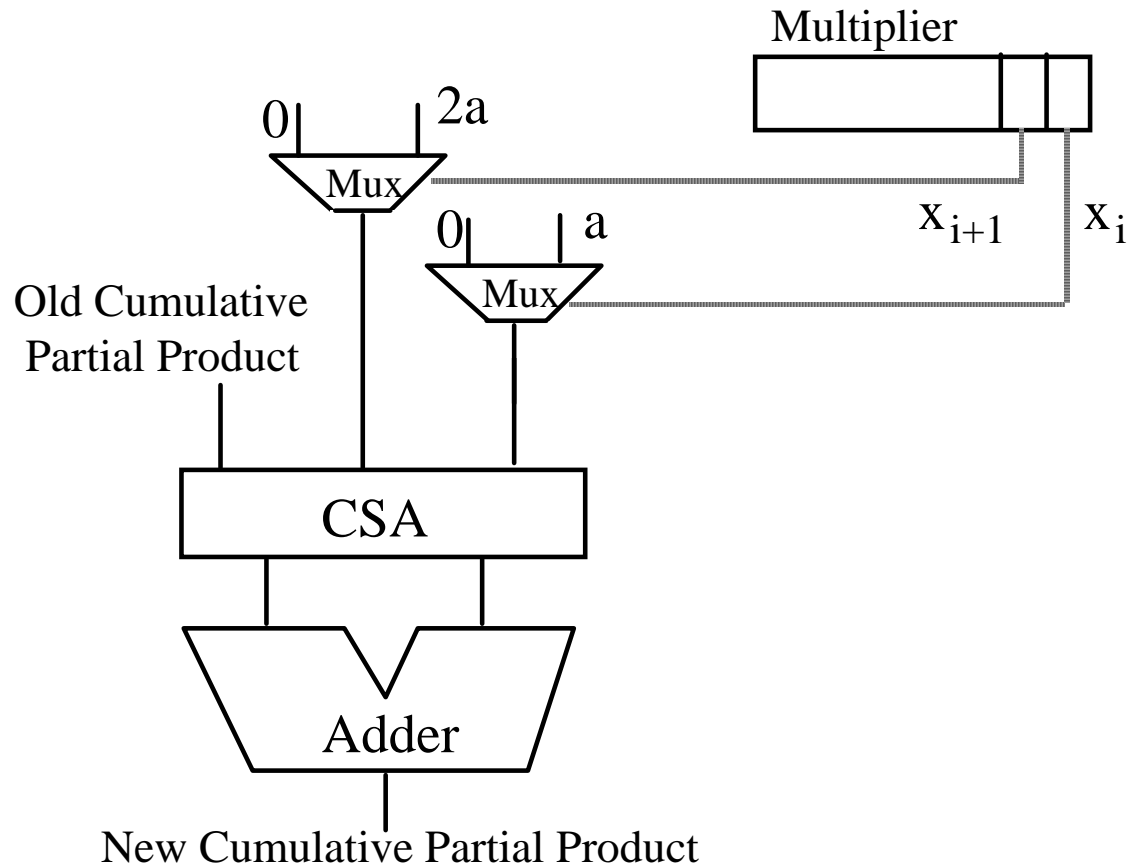 Multiplier
0 2a
Mux
x i+1 x i
0 a
Mux
Old Cumulative
Partial Product
CSA
Adder
New Cumulative Partial Product